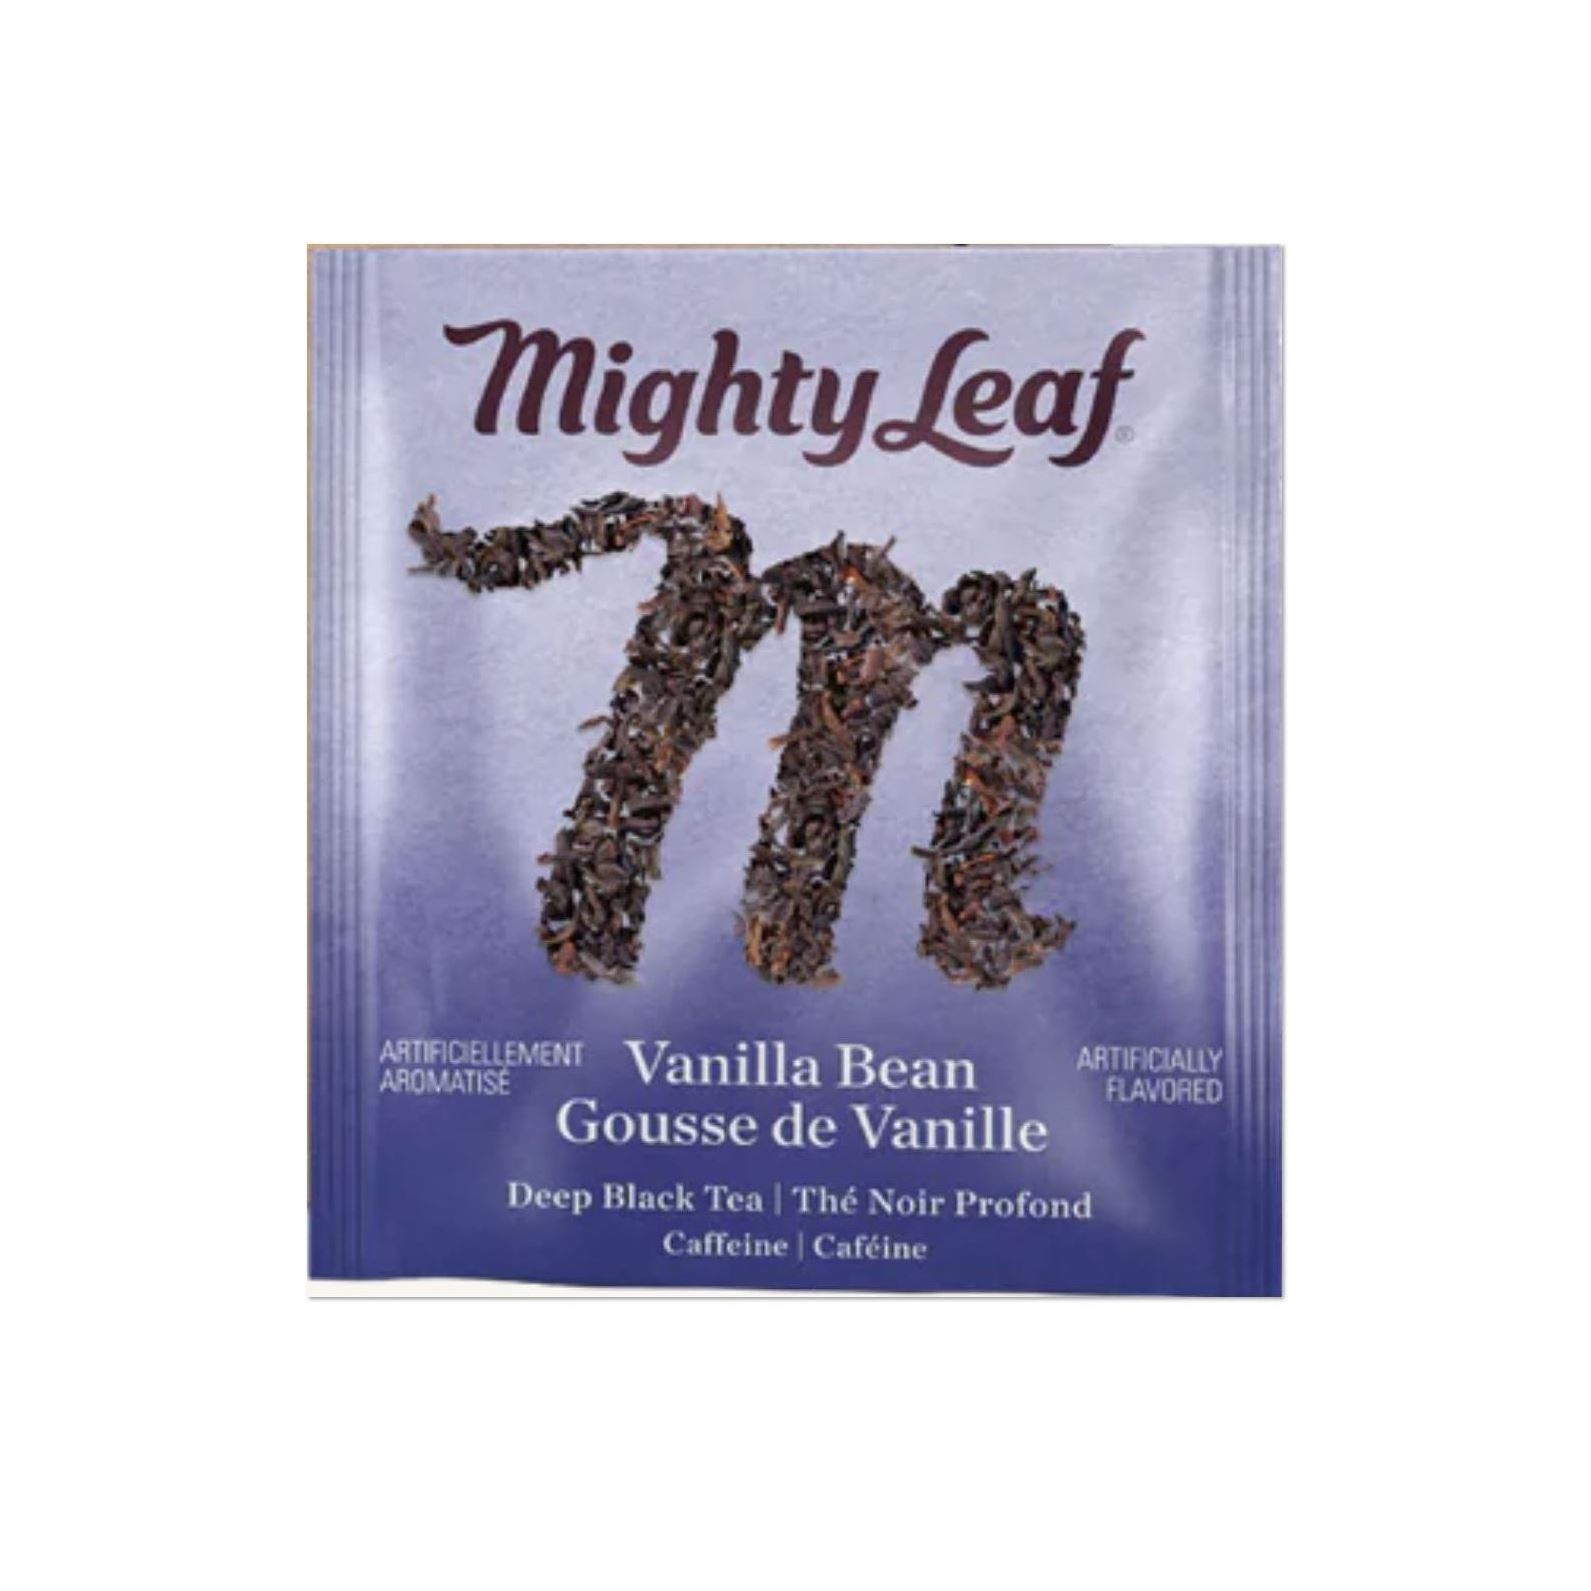 Mighty Leaf®
m
ARTIFICIELLEMENT
AROMATISÉ
Vanilla Bean
Gousse de Vanille
ARTIFICIALLY
FLAVORED
Deep Black Tea | Thé Noir Profond
Caffeine | Caféine